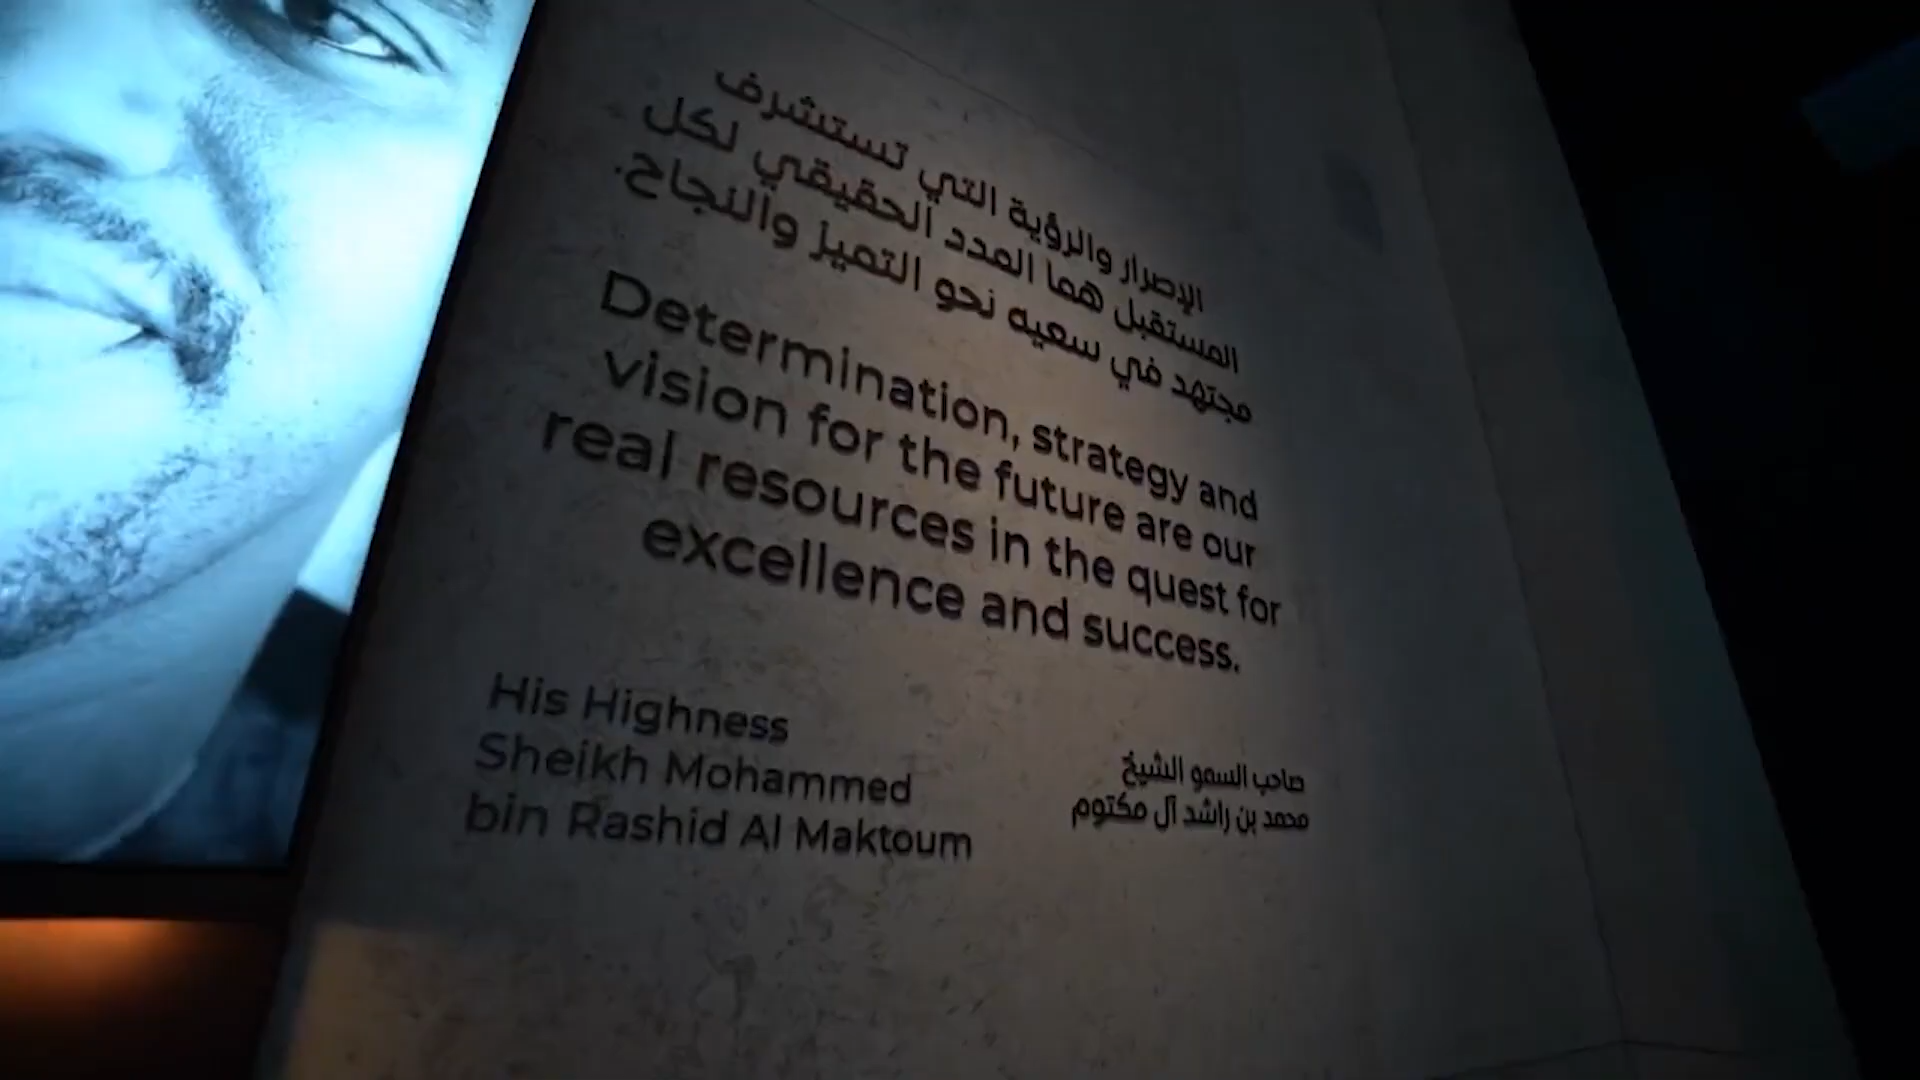 الإصرار والرؤية التي تستشرف
المستقبل هما المدد الحقيقي لكل
مجتهد في سعيه نحو التميز والنجاح.
Determination, strategy and
vision for the future are our
real resources in the quest for
excellence and success.
His Highness
Sheikh Mohammed
bin Rashid Al Maktoum
صاحب السمو الشيخ
محمد بن راشد آل مكتوم